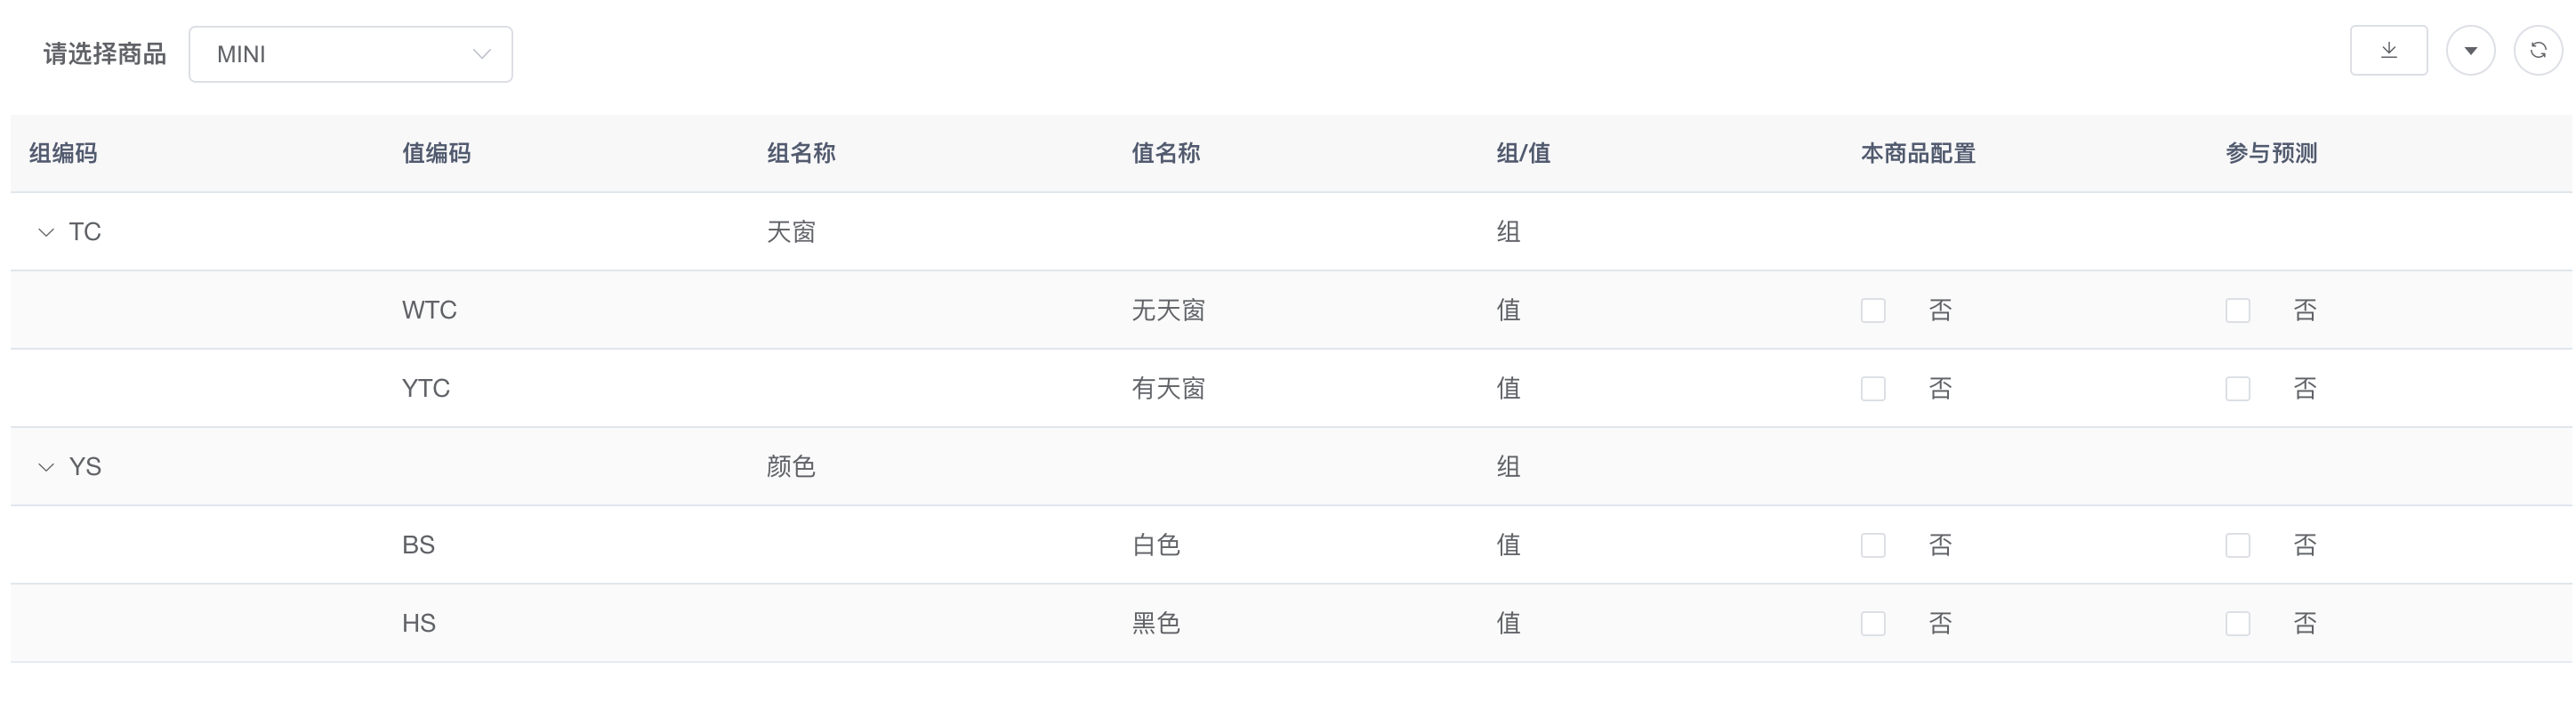 请选择商品 MINI
组编码 值编码 组名称 值名称 组/值 本商品配置 参与预测
TC 天窗 组
WTC 无天窗 值 否 否
YTC 有天窗 值 否 否
YS 颜色 组
BS 白色 值 否 否
HS 黑色 值 否 否